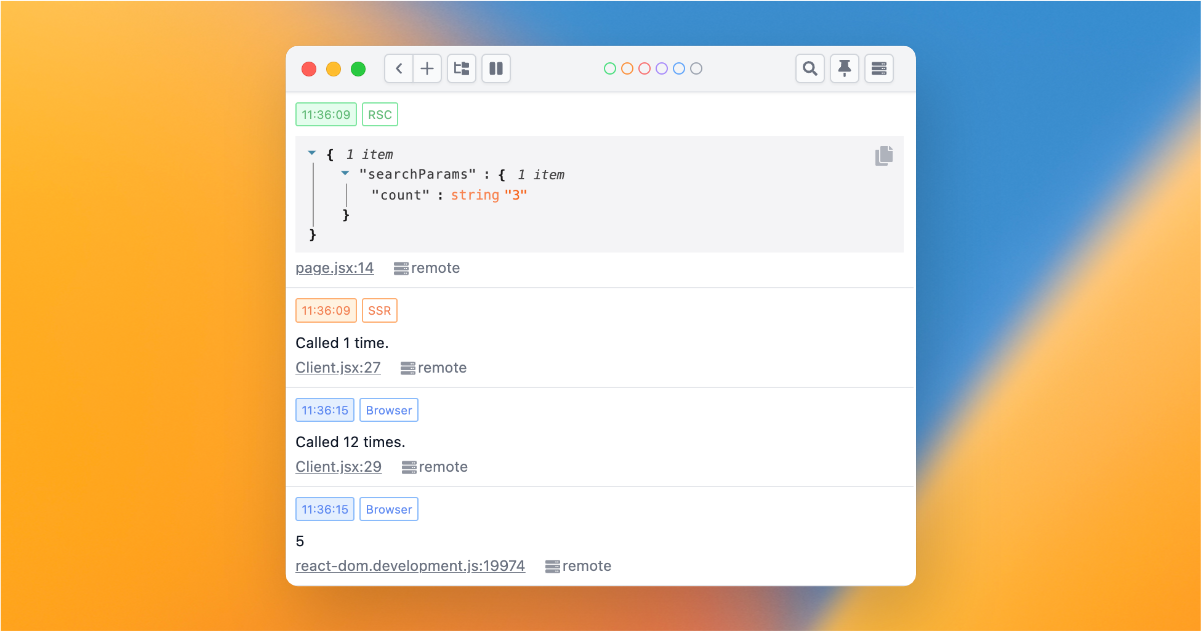 11:36:09 RSC
{ 1 item
"searchParams" : { 1 item
"count" : string "3"
}
}
page.jsx:14 remote
11:36:09 SSR
Called 1 time.
Client.jsx:27 remote
11:36:15 Browser
Called 12 times.
Client.jsx:29 remote
11:36:15 Browser
5
react-dom.development.js:19974 remote